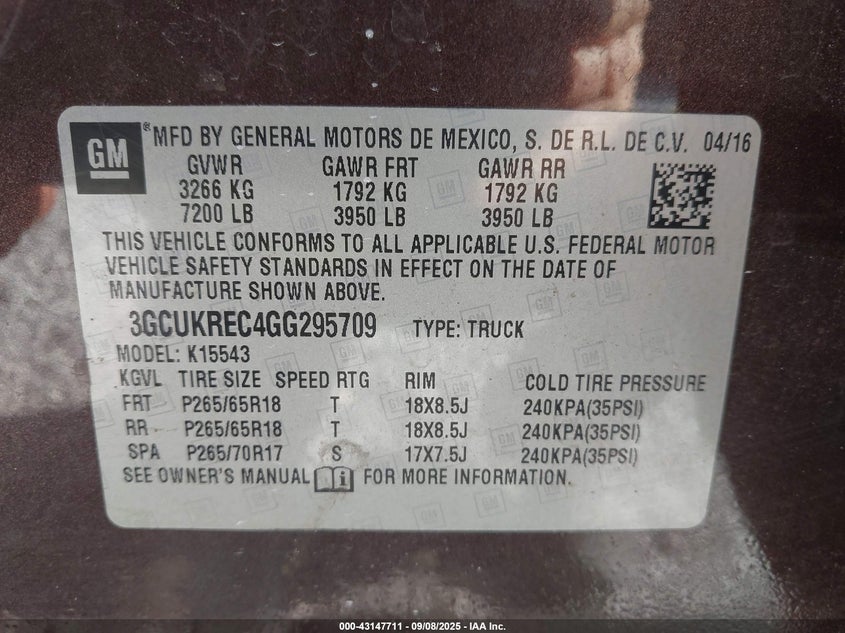 GM ® MFD BY GENERAL MOTORS DE MEXICO, S. DE R.L. DE C.V. 04/16
GVWR GAWR FRT GAWR RR
3266 KG 1792 KG 1792 KG
7200 LB 3950 LB 3950 LB
THIS VEHICLE CONFORMS TO ALL APPLICABLE U.S. FEDERAL MOTOR
VEHICLE SAFETY STANDARDS IN EFFECT ON THE DATE OF
MANUFACTURE SHOWN ABOVE.
3GCUKREC4GG295709 TYPE: TRUCK
MODEL: K15543
KGVL TIRE SIZE SPEED RTG RIM COLD TIRE PRESSURE
FRT P265/65R18 T 18X8.5J 240KPA(35PSI)
RR P265/65R18 T 18X8.5J 240KPA(35PSI)
SPA P265/70R17 S 17X7.5J 240KPA(35PSI)
SEE OWNER'S MANUAL FOR MORE INFORMATION.
000-43147711 - 09/08/2025 - IAA Inc.